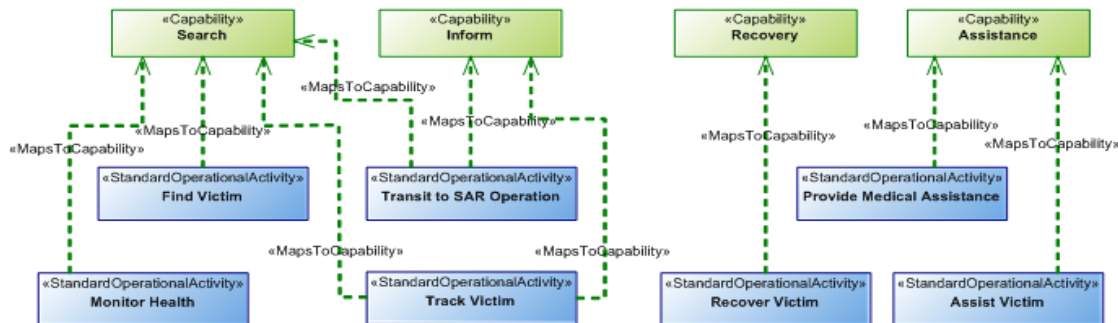 «Capability»
Search
«Capability»
Inform
«Capability»
Recovery
«Capability»
Assistance
«MapsToCapability»
«MapsToCapability»
«MapsToCapability»
«MapsToCapability»
«MapsToCapability»
«MapsToCapability»
«MapsToCapability»
«StandardOperationalActivity»
Find Victim
«StandardOperationalActivity»
Transit to SAR Operation
«StandardOperationalActivity»
Provide Medical Assistance
«MapsToCapability»
«MapsToCapability»
«StandardOperationalActivity»
Monitor Health
«StandardOperationalActivity»
Track Victim
«StandardOperationalActivity»
Recover Victim
«StandardOperationalActivity»
Assist Victim